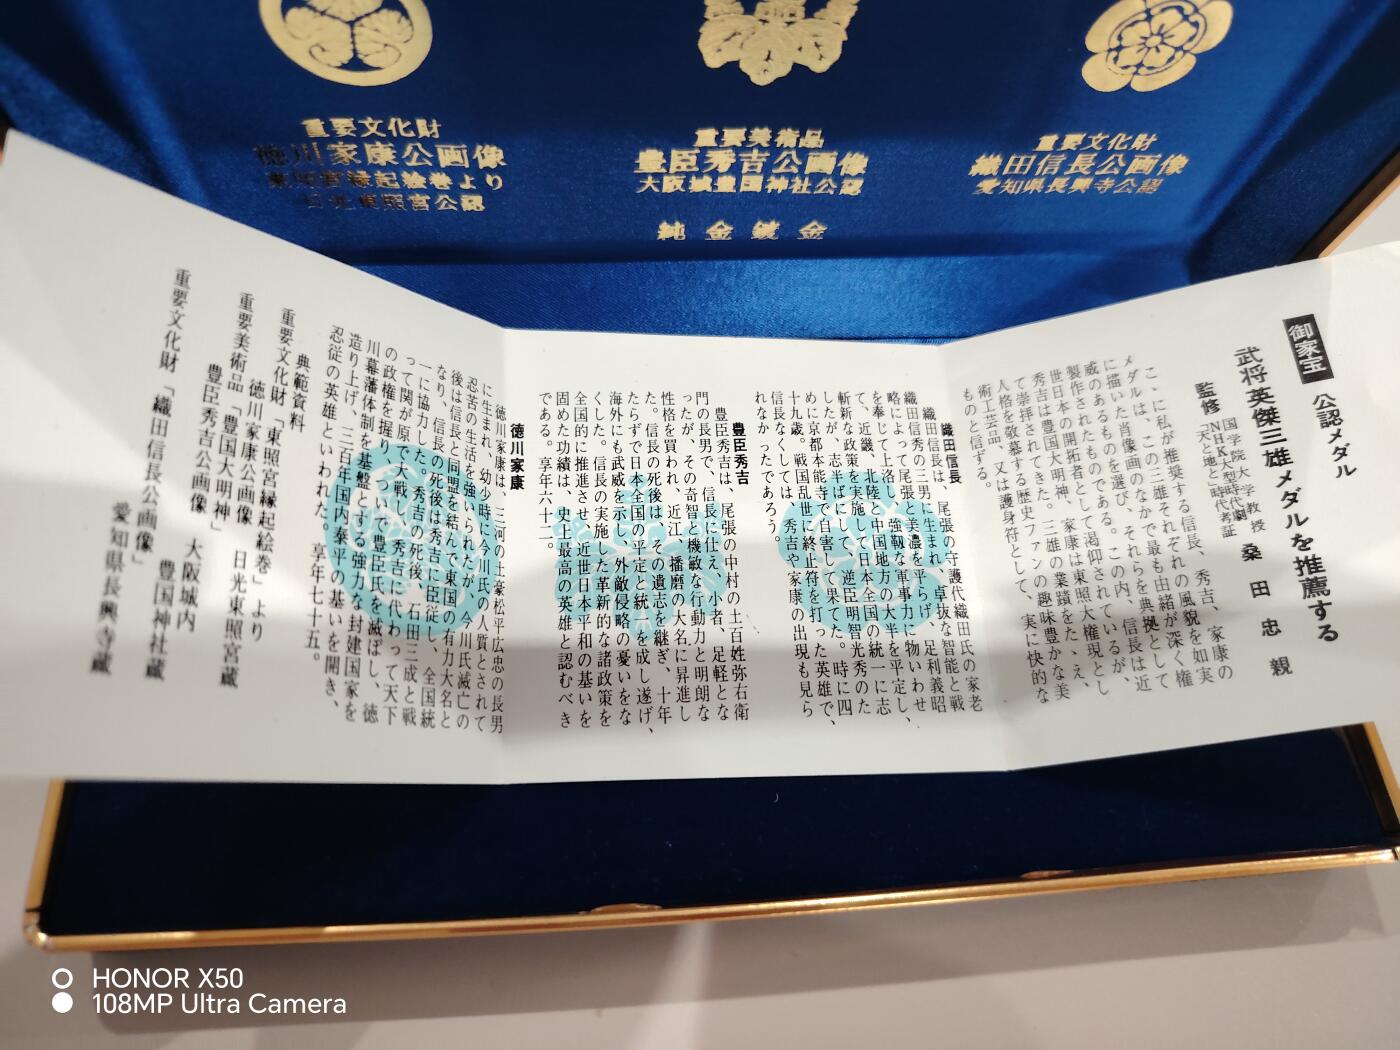 重要文化財
徳川家康公画像
東照宮縁起絵巻より
日光東照宮公認
重要美術品
豊臣秀吉公画像
大阪城豊国神社公認
重要文化財
織田信長公画像
愛知県長興寺公認
純金鍍金
御家宝 公認メダル
武将英傑三雄メダルを推薦する
監修
国学院大学教授
NHK大型時代劇
「天と地と」時代考証
桑田忠親
こゝに私が推奨する信長、秀吉、家康の
メダルは、この三雄それぞれの風貌を如実
に描いた肖像画のなかで最も由緒が深く権
威のあるものを選び、それらを典拠として
製作されたものである。この内、信長は近
世日本の開拓者として渇仰されているが、
秀吉は豊国大明神、家康は東照大権現とし
て崇拝されてきた。三雄の業蹟をたゝえ、
人格を敬慕する歴史ファンの趣味豊かな美
術工芸品、又は護身符として、実に快的な
ものと信ずる。
織田信長
織田信長は、尾張の守護代織田氏の家老
織田信秀の三男に生まれ、卓抜な智能と戦
略によって尾張と美濃を平らげ、足利義昭
を奉じて上洛し、強靱な軍事力に物いわせ
て、近畿、北陸と中国地方の大半を平定し、
斬新な政策を実施して日本全国の統一に志
したが、志半ばにして、逆臣明智光秀のた
めに京都本能寺で自害して果てた。時に四
十九歳。戦国乱世に終止符を打った英雄で、
信長なくしては、秀吉や家康の出現も見ら
れなかったであろう。
豊臣秀吉
豊臣秀吉は、尾張の中村の土百姓弥右衛
門の長男で、信長に仕え、小者、足軽とな
ったが、その奇智と機敏な行動力と明朗な
性格を買われ、近江、播磨の大名に昇進し
た。信長の死後は、その遺志を継ぎ、十年
たらずで日本全国の平定と統一を成し遂げ、
海外にも武威を示し、外敵侵略の憂いをな
くした。信長の実施した革新的な諸政策を
全国的に推進させ、近世日本平和の基いを
固めた功績は、史上最高の英雄と認むべき
である。享年六十二。
徳川家康
徳川家康は、三河の土豪松平広忠の長男
に生まれ、幼少時に今川氏の人質とされて
忍苦の生活を強いられたが、今川氏滅亡の
後は信長と同盟を結んで東国の有力大名と
なり、信長の死後は秀吉に臣従し、全国統
一に協力した。秀吉の死後、石田三成と戦
って関が原で大戦し、秀吉に代わって天下
の政権を握り、ついで豊臣氏を滅ぼし、徳
川幕藩体制を基盤とする強力な封建国家を
造り上げ、三百年国内泰平の基いを開き、
忍従の英雄といわれた。享年七十五。
典範資料
重要文化財「東照宮縁起絵巻」より
徳川家康公画像 日光東照宮蔵
重要美術品「豊国大明神」 大阪城内
豊臣秀吉公画像 豊国神社蔵
重要文化財「織田信長公画像」
愛知県長興寺蔵
HONOR X50
108MP Ultra Camera